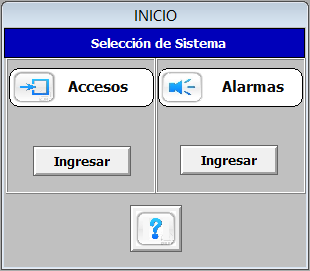 INICIO
Selección de Sistema
Accesos
Alarmas
Ingresar
Ingresar
?